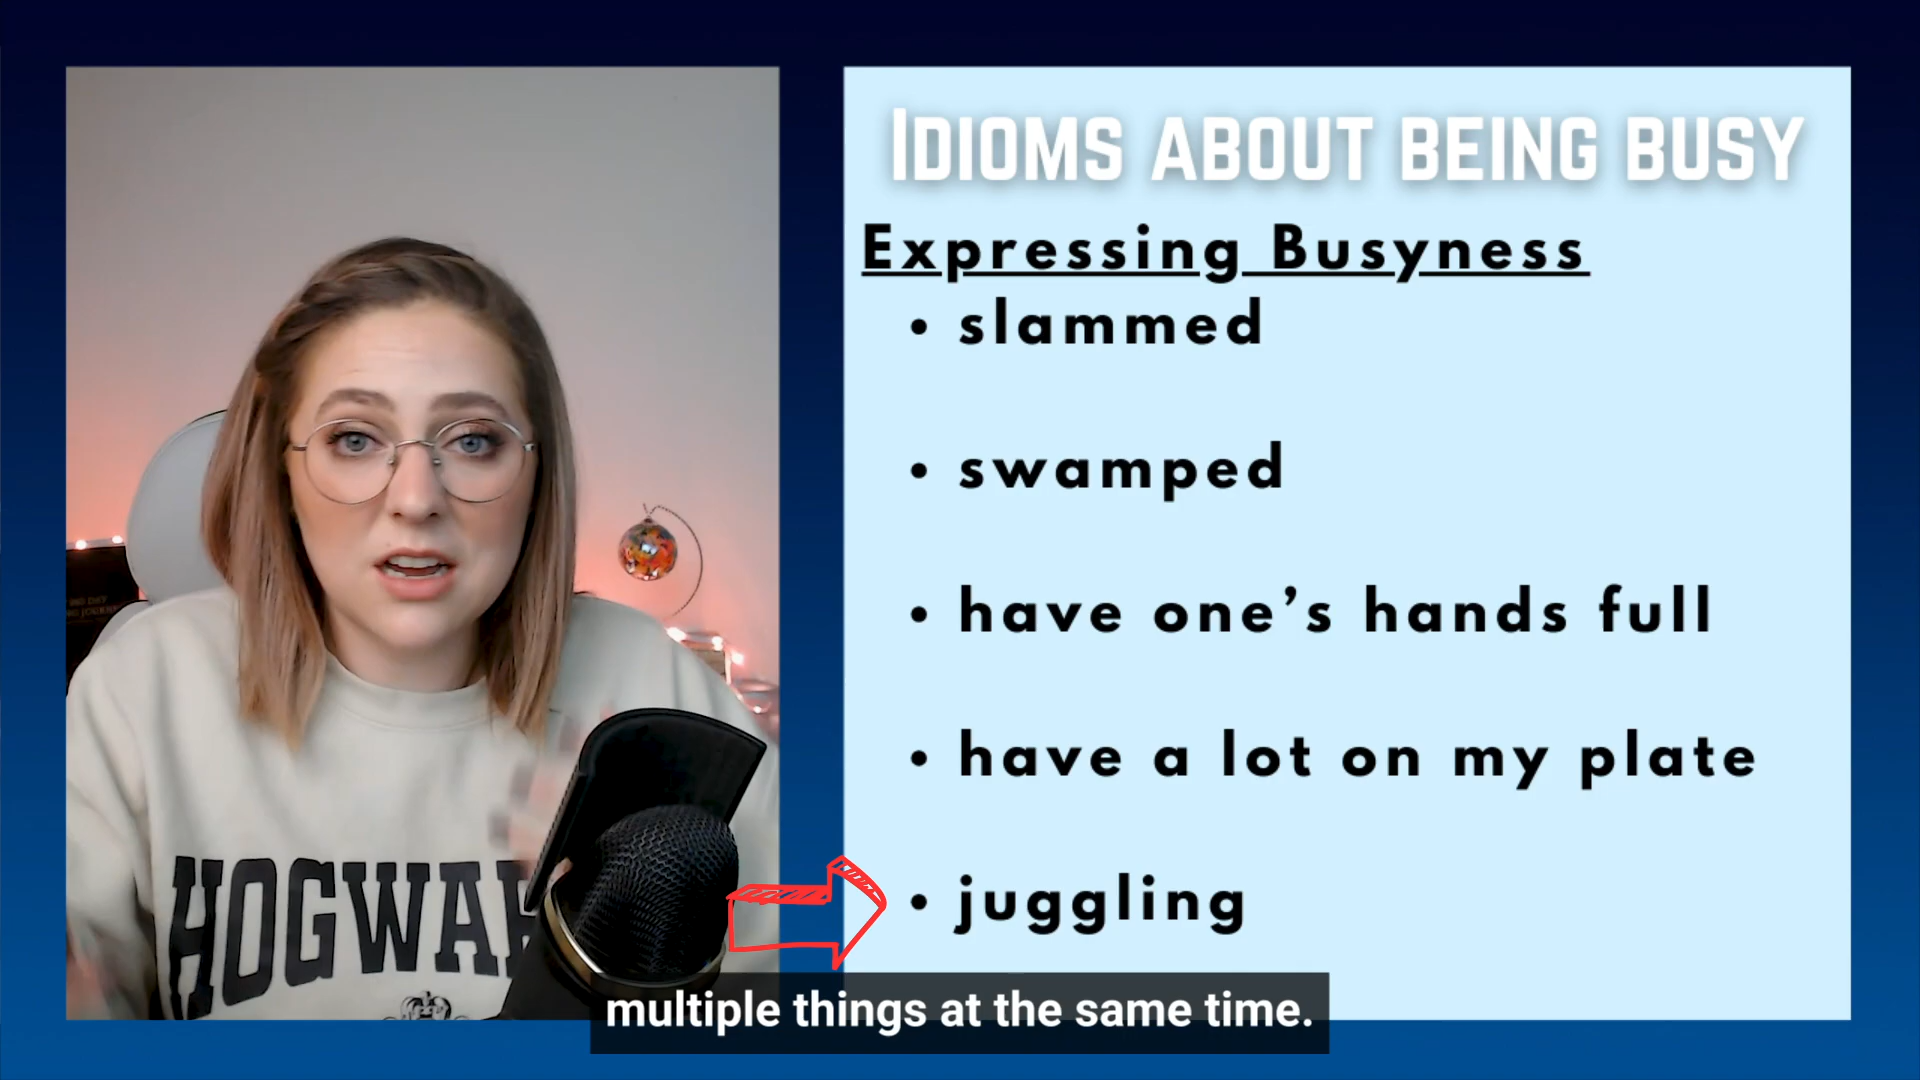 IDIOMS ABOUT BEING BUSY
Expressing Busyness
• slammed
• swamped
• have one’s hands full
• have a lot on my plate
• juggling
HOGWAR
multiple things at the same time.